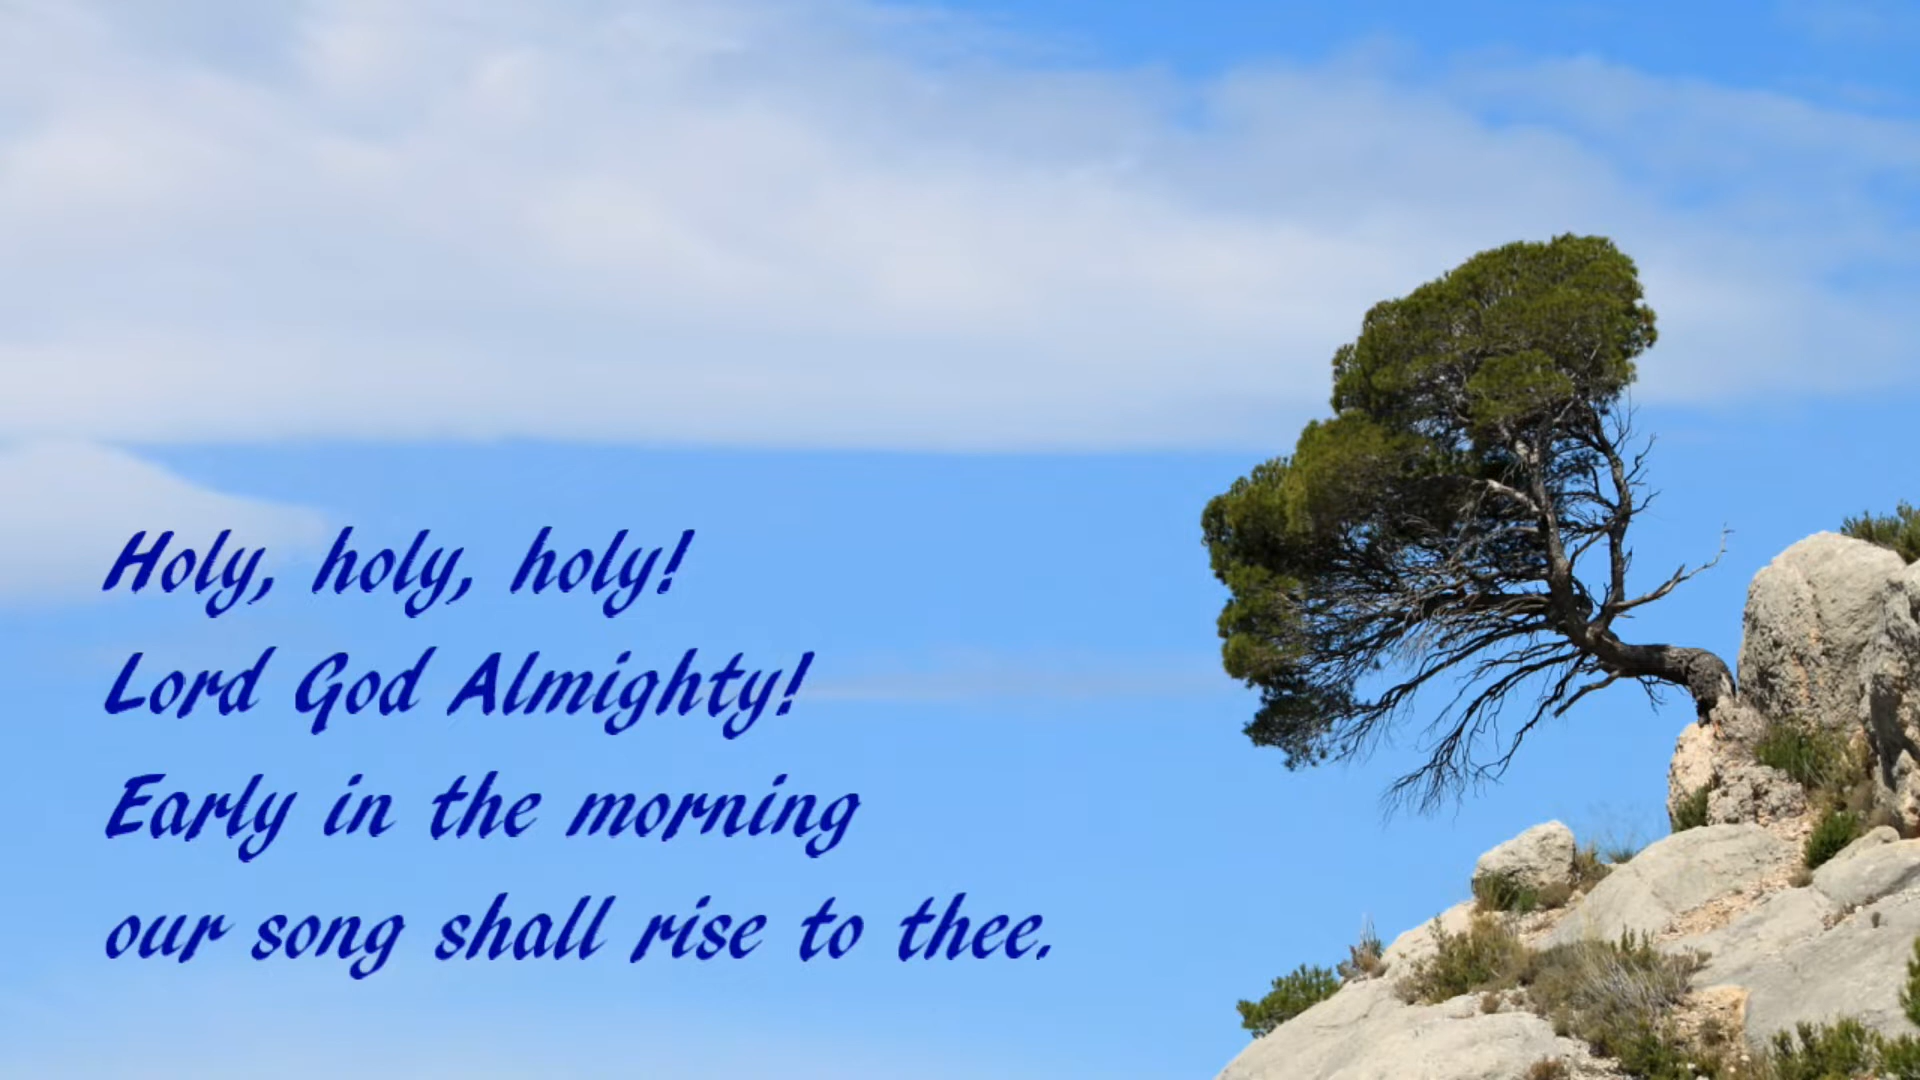 Holy, holy, holy!
Lord God Almighty!
Early in the morning
our song shall rise to thee.